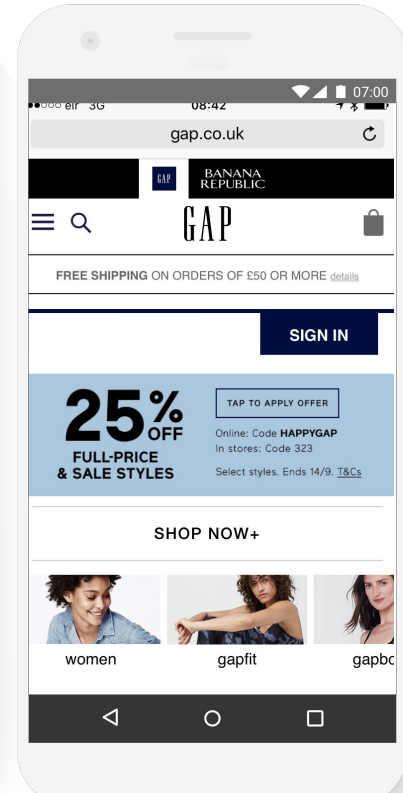 07:00
eir 3G 08:42
gap.co.uk
GAP BANANA REPUBLIC
GAP
FREE SHIPPING ON ORDERS OF £50 OR MORE details
SIGN IN
25% OFF
FULL-PRICE
& SALE STYLES
TAP TO APPLY OFFER
Online: Code HAPPYGAP
In stores: Code 323
Select styles. Ends 14/9. T&Cs
SHOP NOW+
women gapfit gapbo